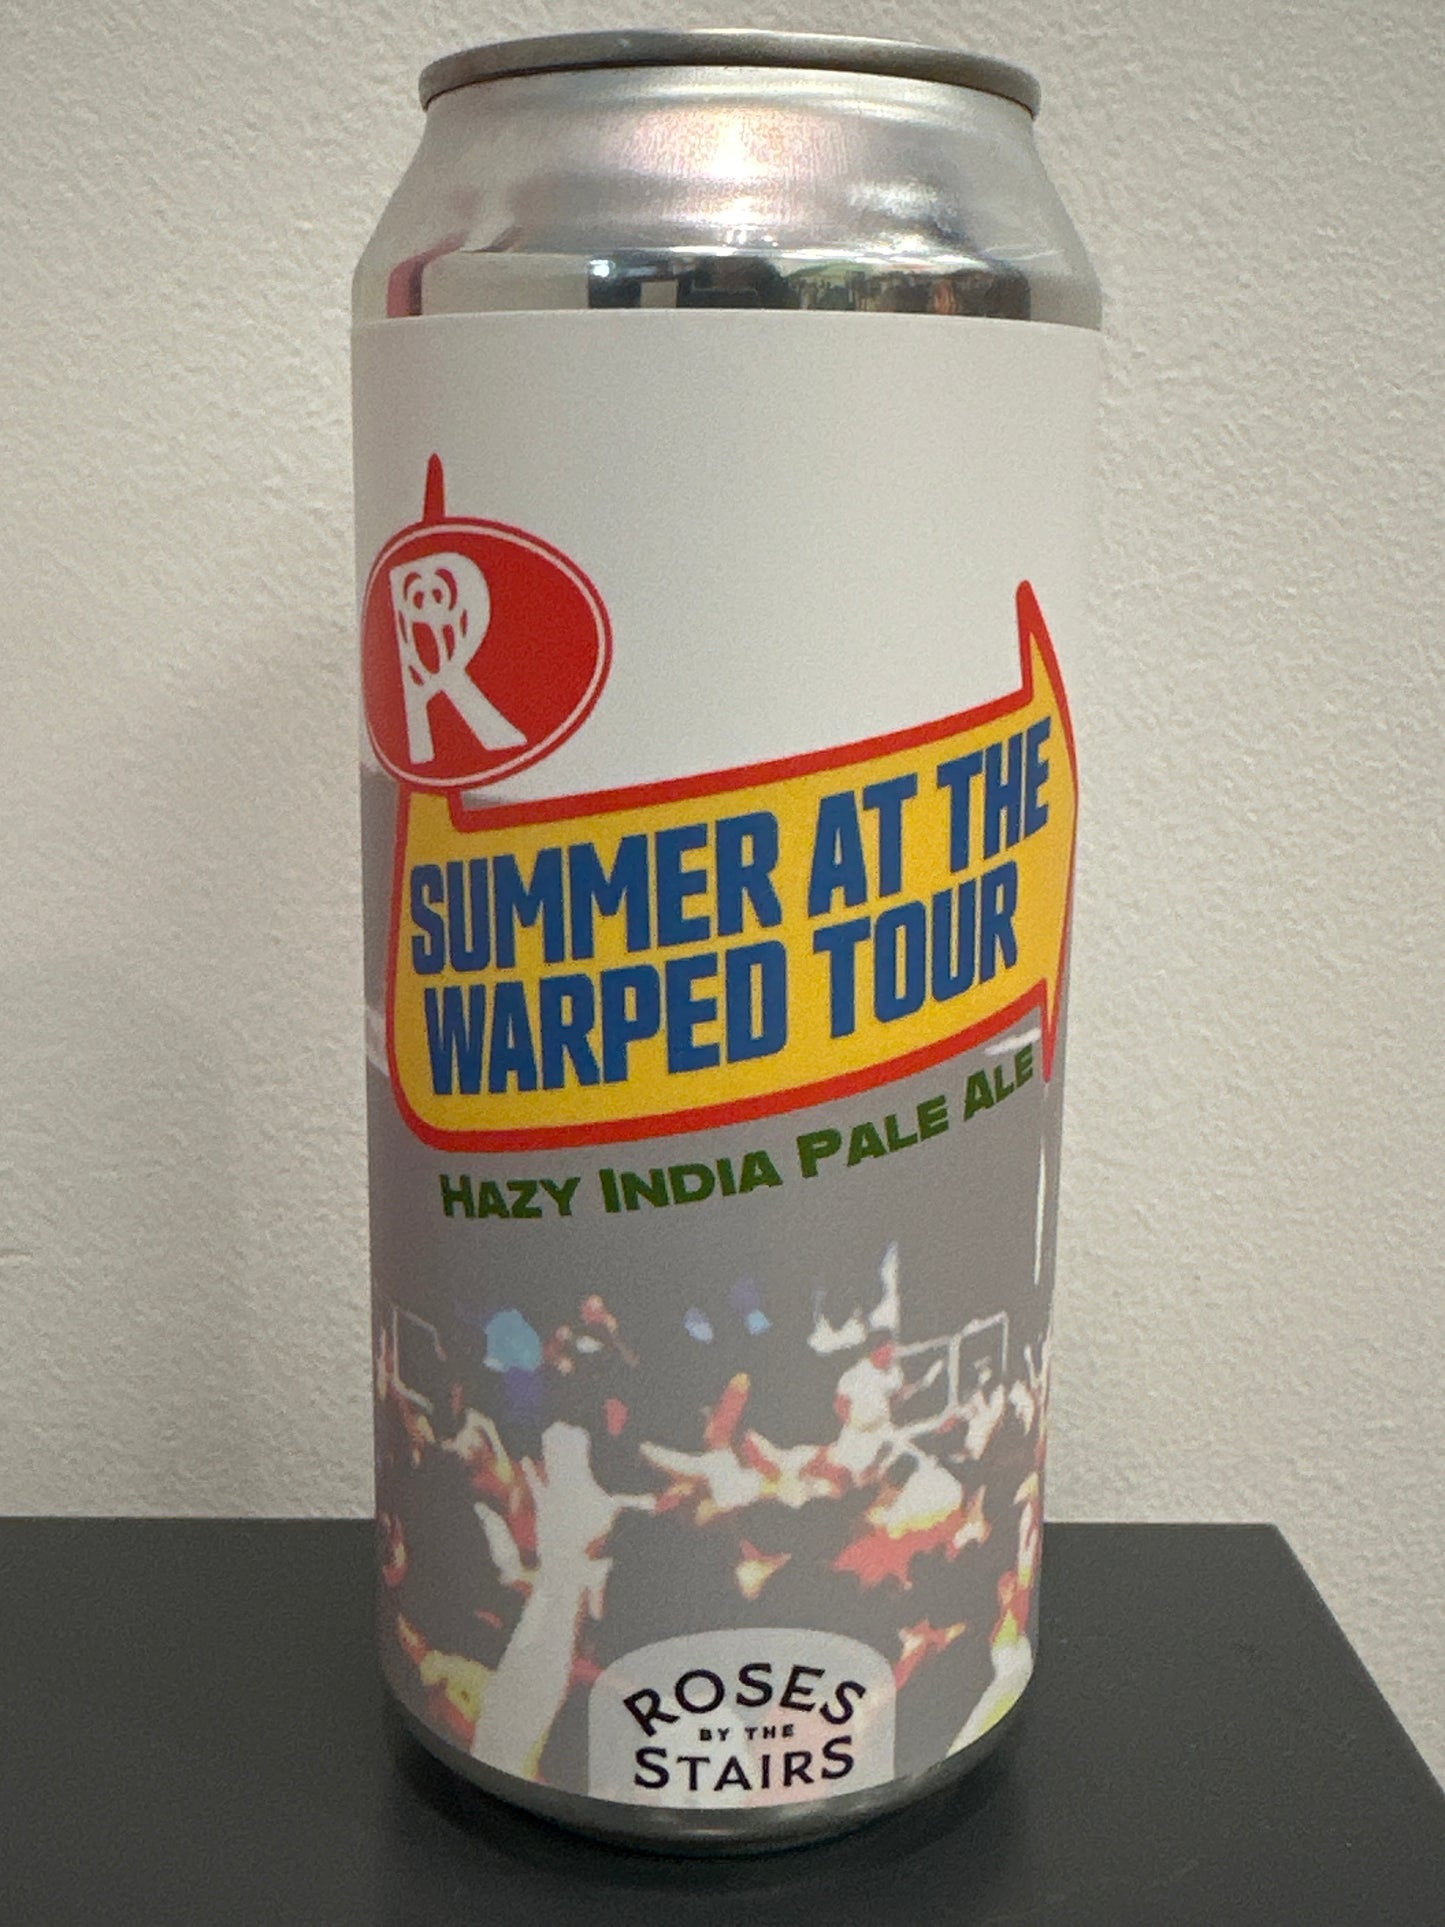 R
SUMMER AT THE
WARPED TOUR
HAZY INDIA PALE ALE
ROSES
BY THE
STAIRS